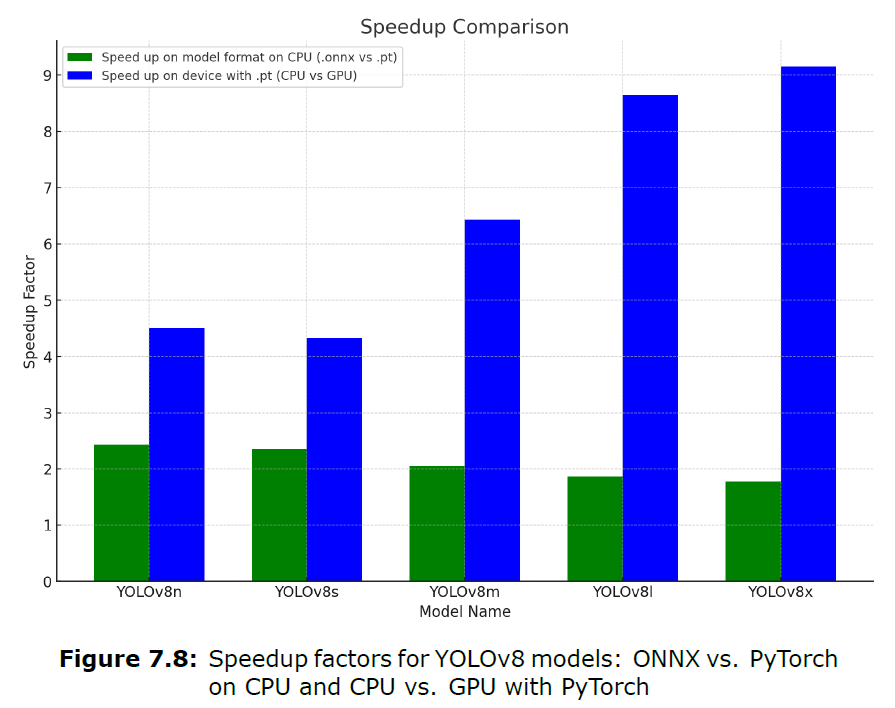 Speedup Comparison
Speed up on model format on CPU (.onnx vs .pt)
Speed up on device with .pt (CPU vs GPU)
9
8
7
6
5
4
3
2
1
0
Speedup Factor
YOLOv8n YOLOv8s YOLOv8m YOLOv8l YOLOv8x
Model Name
Figure 7.8: Speedup factors for YOLOv8 models: ONNX vs. PyTorch
on CPU and CPU vs. GPU with PyTorch